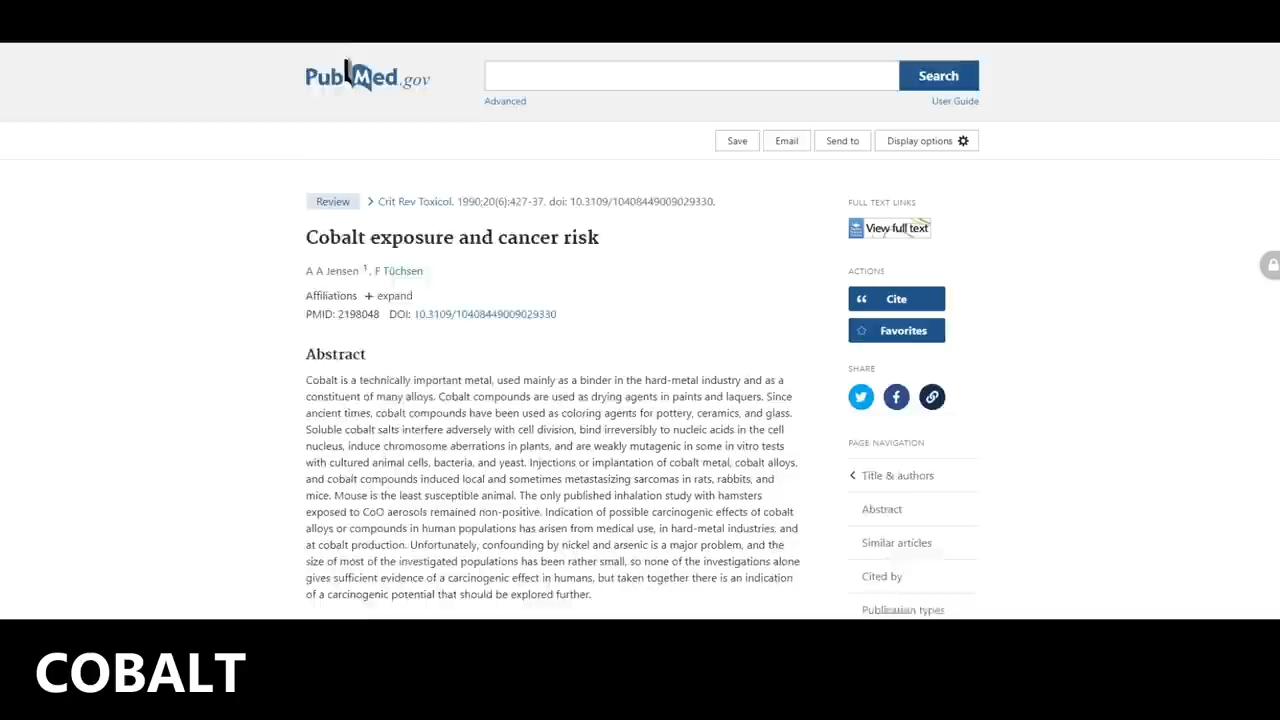 PubMed.gov
Search
Advanced
User Guide
Save
Email
Send to
Display options
Review
Crit Rev Toxicol. 1990;20(6):427-37. doi: 10.3109/10408449009029330.
Cobalt exposure and cancer risk
A A Jensen 1, F Tüchsen
Affiliations + expand
PMID: 2198048 DOI: 10.3109/10408449009029330
Abstract
Cobalt is a technically important metal, used mainly as a binder in the hard-metal industry and as a
constituent of many alloys. Cobalt compounds are used as drying agents in paints and laquers. Since
ancient times, cobalt compounds have been used as coloring agents for pottery, ceramics, and glass.
Soluble cobalt salts interfere adversely with cell division, bind irreversibly to nucleic acids in the cell
nucleus, induce chromosome aberrations in plants, and are weakly mutagenic in some in vitro tests
with cultured animal cells, bacteria, and yeast. Injections or implantation of cobalt metal, cobalt alloys,
and cobalt compounds induced local and sometimes metastasizing sarcomas in rats, rabbits, and
mice. Mouse is the least susceptible animal. The only published inhalation study with hamsters
exposed to CoO aerosols remained non-positive. Indication of possible carcinogenic effects of cobalt
alloys or compounds in human populations has arisen from medical use, in hard-metal industries, and
at cobalt production. Unfortunately, confounding by nickel and arsenic is a major problem, and the
size of most of the investigated populations has been rather small, so none of the investigations alone
gives sufficient evidence of a carcinogenic effect in humans, but taken together there is an indication
of a carcinogenic potential that should be explored further.
FULL TEXT LINKS
View full text
ACTIONS
Cite
Favorites
SHARE
PAGE NAVIGATION
Title & authors
Abstract
Similar articles
Cited by
Publication types
COBALT